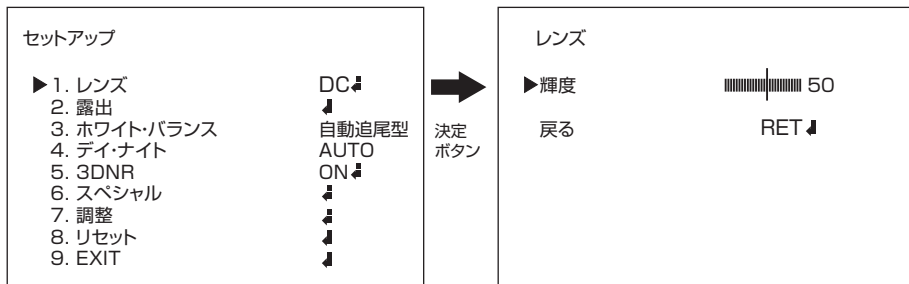 セットアップ
▶1. レンズ DC↲
2. 露出 ↲
3. ホワイト・バランス 自動追尾型
4. デイ・ナイト AUTO
5. 3DNR ON↲
6. スペシャル ↲
7. 調整 ↲
8. リセット ↲
9. EXIT ↲
決定
ボタン
レンズ
▶輝度 50
戻る RET↲